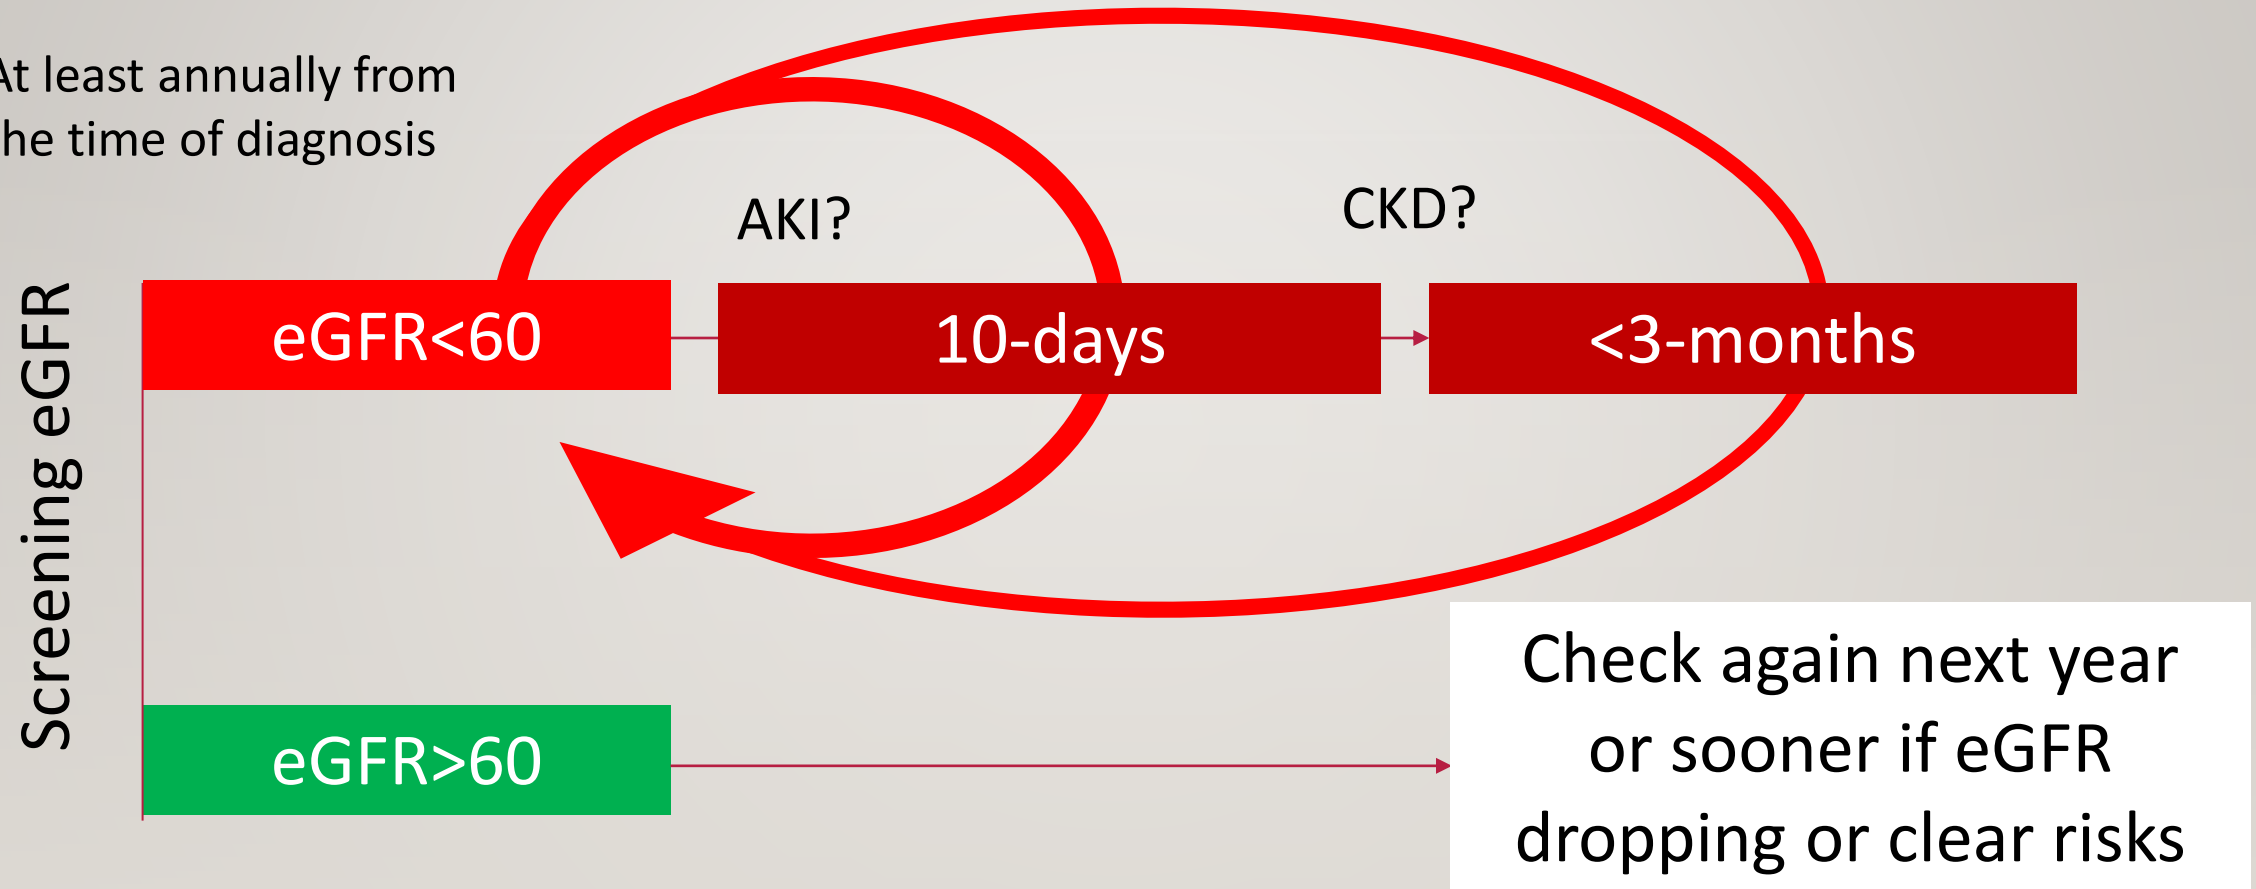 At least annually from
he time of diagnosis
AKI?
CKD?
Screening eGFR
eGFR<60
10-days
<3-months
eGFR>60
Check again next year
or sooner if eGFR
dropping or clear risks